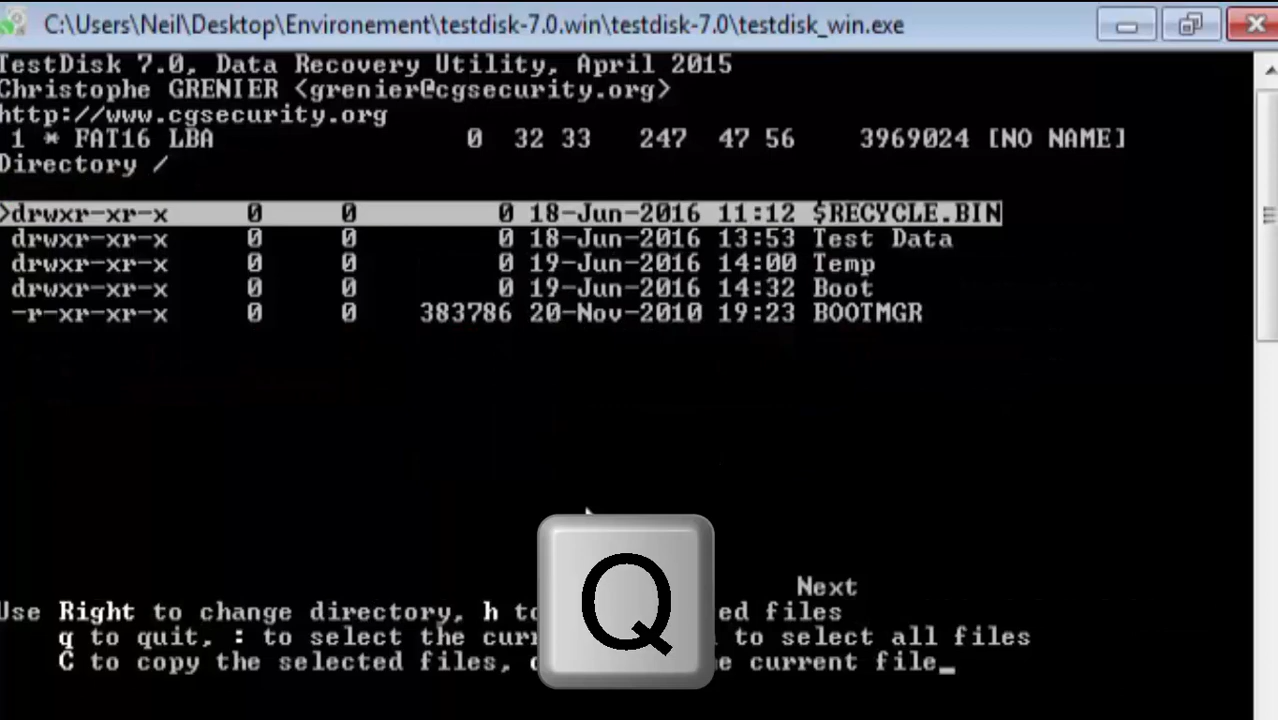 C:\Users\Neil\Desktop\Environement\testdisk-7.0.win\testdisk-7.0\testdisk_win.exe
TestDisk 7.0, Data Recovery Utility, April 2015
Christophe GRENIER <grenier@cgsecurity.org>
http://www.cgsecurity.org
1 * FAT16 LBA 0 32 33 247 47 56 3969024 [NO NAME]
Directory /
>drwxr-xr-x 0 0 0 18-Jun-2016 11:12 $RECYCLE.BIN
drwxr-xr-x 0 0 0 18-Jun-2016 13:53 Test Data
drwxr-xr-x 0 0 0 19-Jun-2016 14:00 Temp
drwxr-xr-x 0 0 0 19-Jun-2016 14:32 Boot
-r-xr-xr-x 0 0 383786 20-Nov-2010 19:23 BOOTMGR
Next
Use Right to change directory, h files
q to quit, : to select the to select all files
C to copy the selected files, current file_
Q